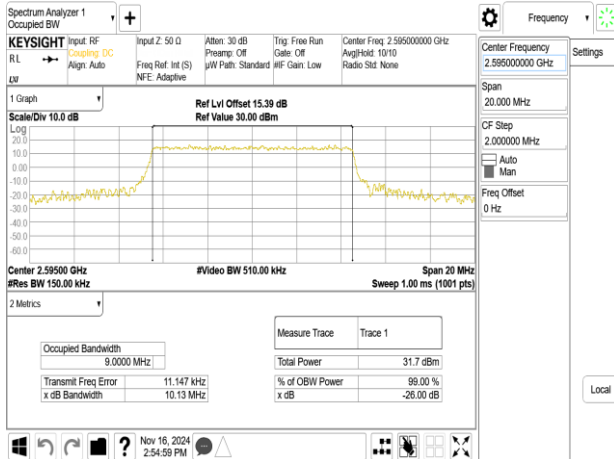 Spectrum Analyzer 1
Occupied BW
Frequency
KEYSIGHT Input: RF
RL
Coupling: DC
Align: Auto
LXI
Input Z: 50 Ω
Freq Ref: Int (S)
NFE: Adaptive
Atten: 30 dB
Preamp: Off
µW Path: Standard
Trig: Free Run
Gate: Off
#IF Gain: Low
Center Freq: 2.595000000 GHz
Avg|Hold: 10/10
Radio Std: None
Center Frequency
2.595000000 GHz
Settings
Span
20.000 MHz
CF Step
2.000000 MHz
Auto
Man
Freq Offset
0 Hz
Local
1 Graph
Scale/Div 10.0 dB
Ref Lvl Offset 15.39 dB
Ref Value 30.00 dBm
Log
20.0
10.0
0.00
-10.0
-20.0
-30.0
-40.0
-50.0
-60.0
Center 2.59500 GHz
#Res BW 150.00 kHz
#Video BW 510.00 kHz
Span 20 MHz
Sweep 1.00 ms (1001 pts)
2 Metrics
Occupied Bandwidth
9.0000 MHz
Transmit Freq Error 11.147 kHz
x dB Bandwidth 10.13 MHz
Measure Trace Trace 1
Total Power 31.7 dBm
% of OBW Power 99.00 %
x dB -26.00 dB
Nov 16, 2024
2:54:59 PM